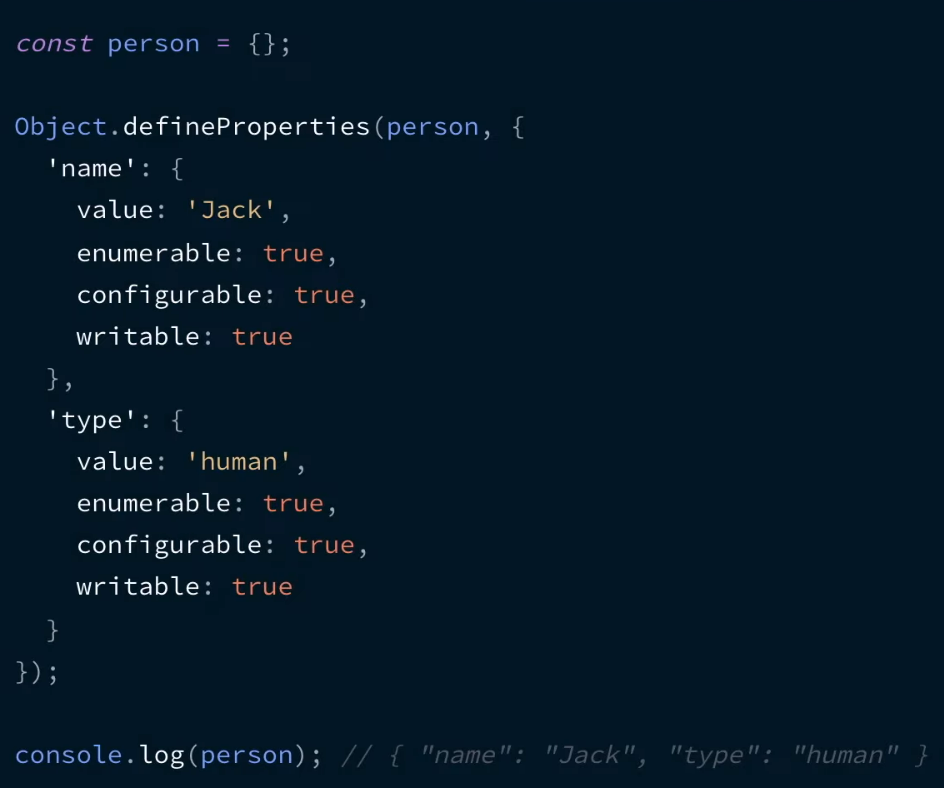 const person = {};
Object.defineProperties(person, {
'name': {
value: 'Jack',
enumerable: true,
configurable: true,
writable: true
},
'type': {
value: 'human',
enumerable: true,
configurable: true,
writable: true
}
});
console.log(person); // { "name": "Jack", "type": "human" }